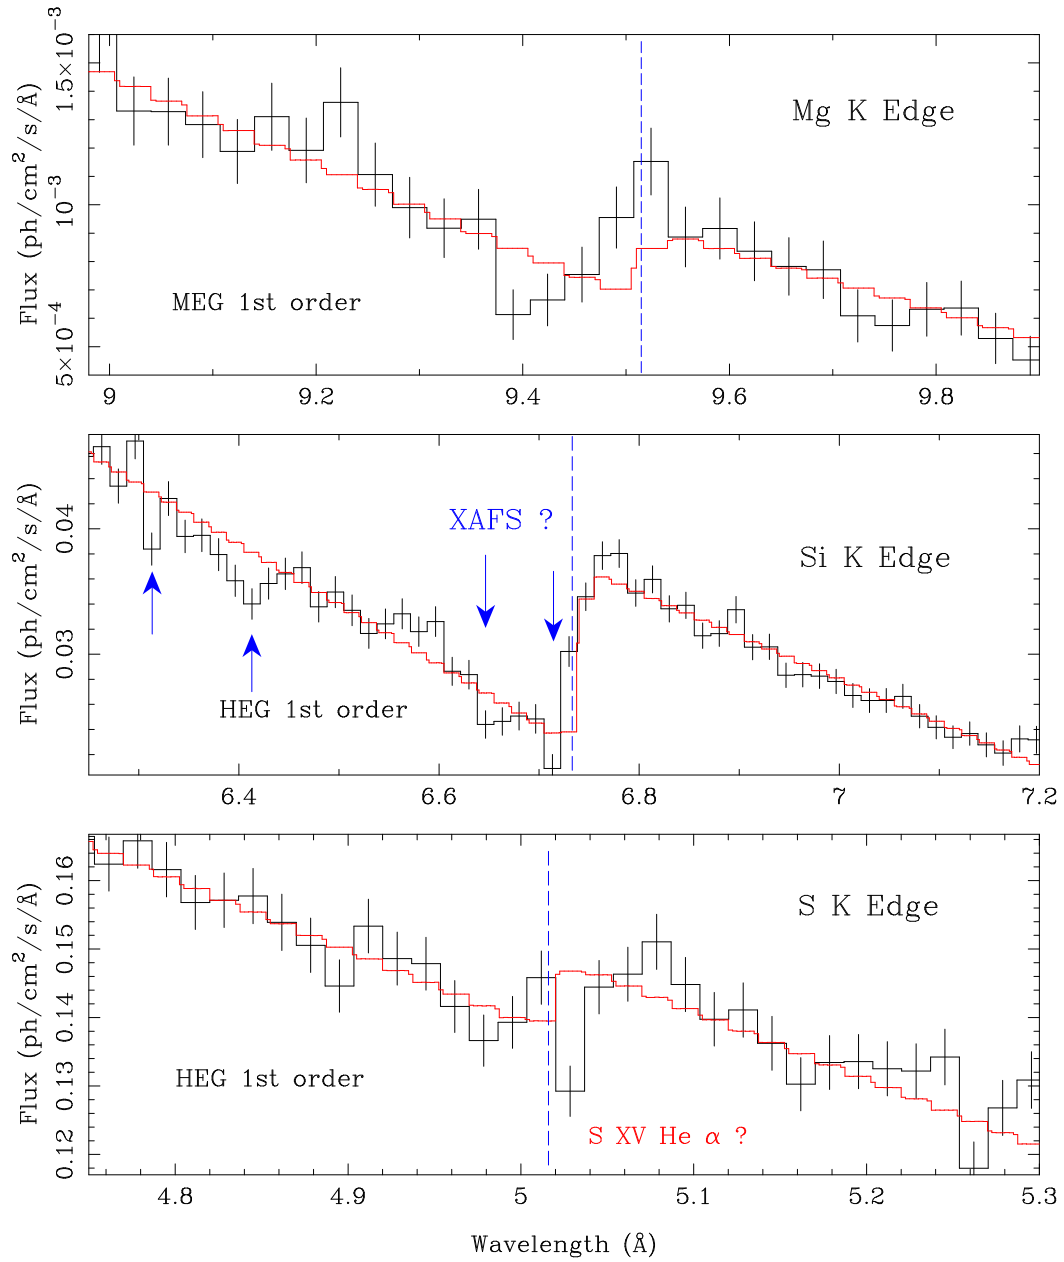 Flux (ph/cm²/s/Å)
5×10⁻⁴ 10⁻³ 1.5×10⁻³
Mg K Edge
MEG 1st order
9 9.2 9.4 9.6 9.8
Flux (ph/cm²/s/Å)
0.03 0.04
XAFS ?
Si K Edge
HEG 1st order
6.4 6.6 6.8 7 7.2
Flux (ph/cm²/s/Å)
0.12 0.13 0.14 0.15 0.16
S K Edge
HEG 1st order
S XV He α ?
4.8 4.9 5 5.1 5.2 5.3
Wavelength (Å)